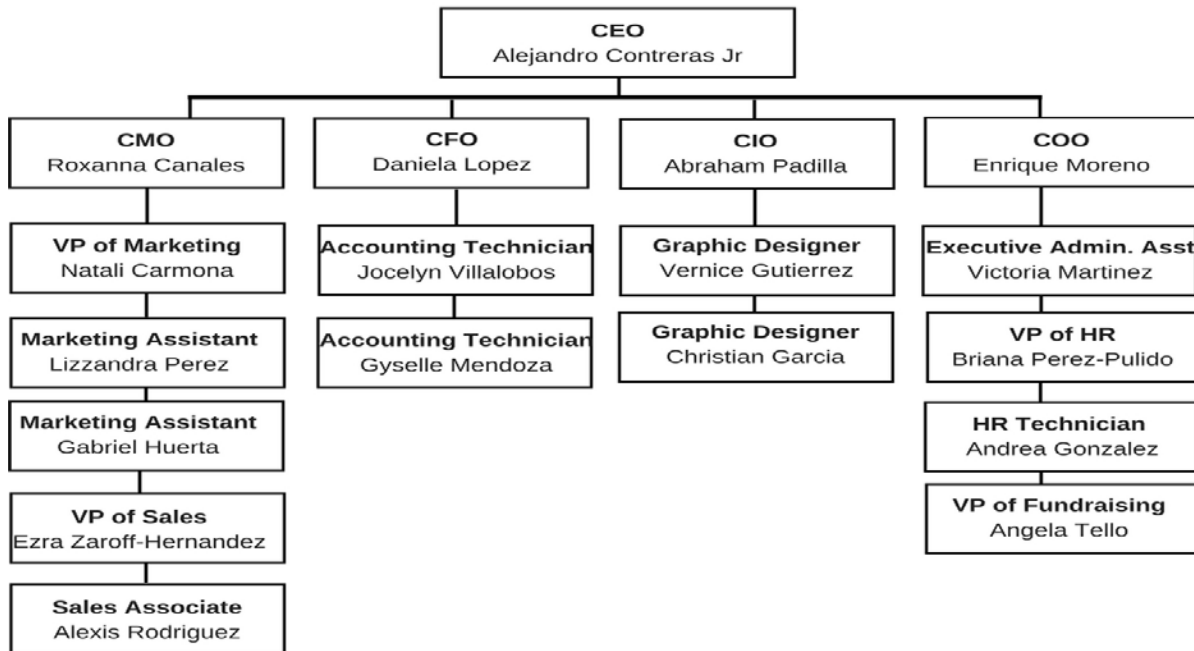 CEO
Alejandro Contreras Jr
CMO
Roxanna Canales
CFO
Daniela Lopez
CIO
Abraham Padilla
COO
Enrique Moreno
VP of Marketing
Natali Carmona
Accounting Technician
Jocelyn Villalobos
Graphic Designer
Vernice Gutierrez
Executive Admin. Asst
Victoria Martinez
Marketing Assistant
Lizzandra Perez
Accounting Technician
Gyselle Mendoza
Graphic Designer
Christian Garcia
VP of HR
Briana Perez-Pulido
Marketing Assistant
Gabriel Huerta
HR Technician
Andrea Gonzalez
VP of Sales
Ezra Zaroff-Hernandez
VP of Fundraising
Angela Tello
Sales Associate
Alexis Rodriguez